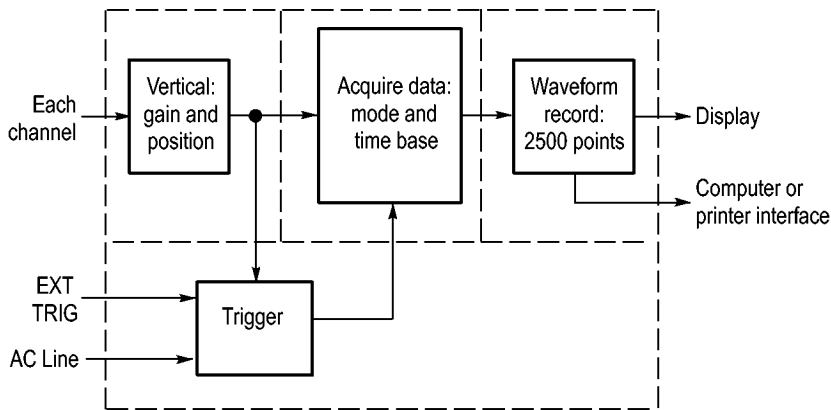 Each
channel
Vertical:
gain and
position
Acquire data:
mode and
time base
Waveform
record:
2500 points
Display
Computer or
printer interface
EXT
TRIG
Trigger
AC Line